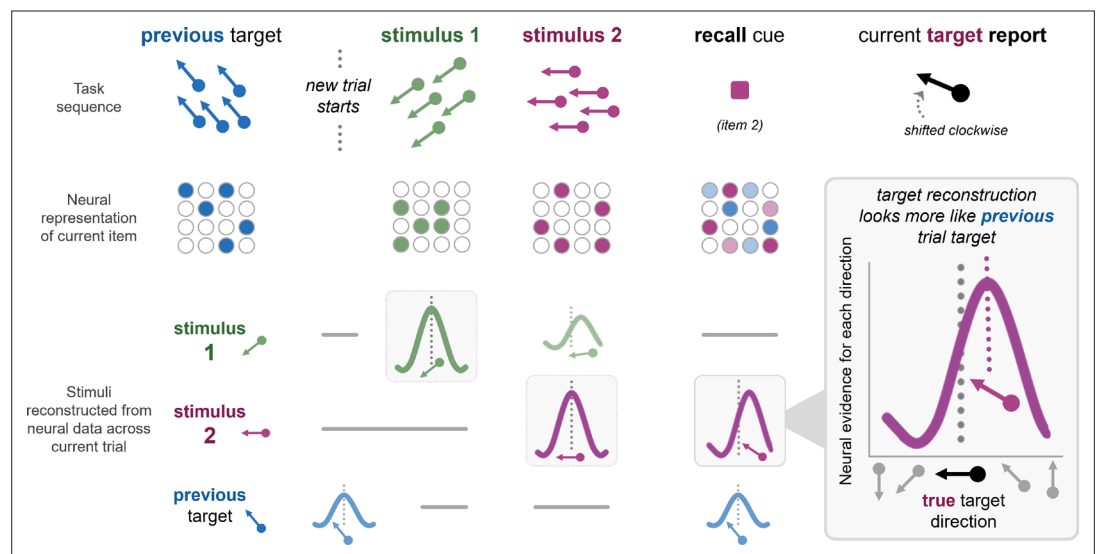 previous target
stimulus 1
stimulus 2
recall cue
current target report
Task
sequence
new trial
starts
(item 2)
shifted clockwise
Neural
representation
of current item
target reconstruction
looks more like previous
trial target
Stimuli
reconstructed from
neural data across
current trial
stimulus
1
stimulus
2
previous
target
Neural evidence for each direction
true target
direction